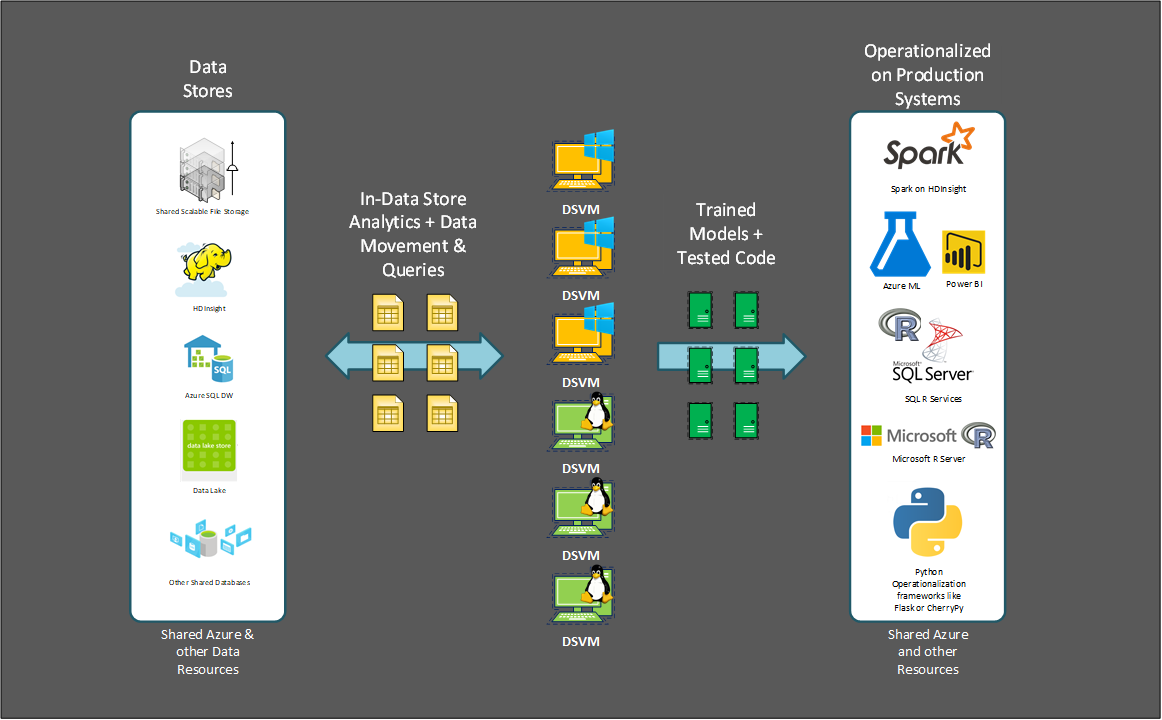 Data
Stores
Shared Scalable File Storage
HDInsight
SQL
Azure SQL DW
data lake store
Data Lake
Other Shared Databases
Shared Azure &
other Data
Resources
In-Data Store
Analytics + Data
Movement &
Queries
DSVM
DSVM
DSVM
DSVM
DSVM
DSVM
Trained
Models +
Tested Code
Operationalized
on Production
Systems
Spark
Spark on HDInsight
Azure ML
Power BI
R
Microsoft
SQL Server
SQL R Services
Microsoft R
Microsoft R Server
Python
Operationalization
frameworks like
Flask or CherryPy
Shared Azure
and other
Resources